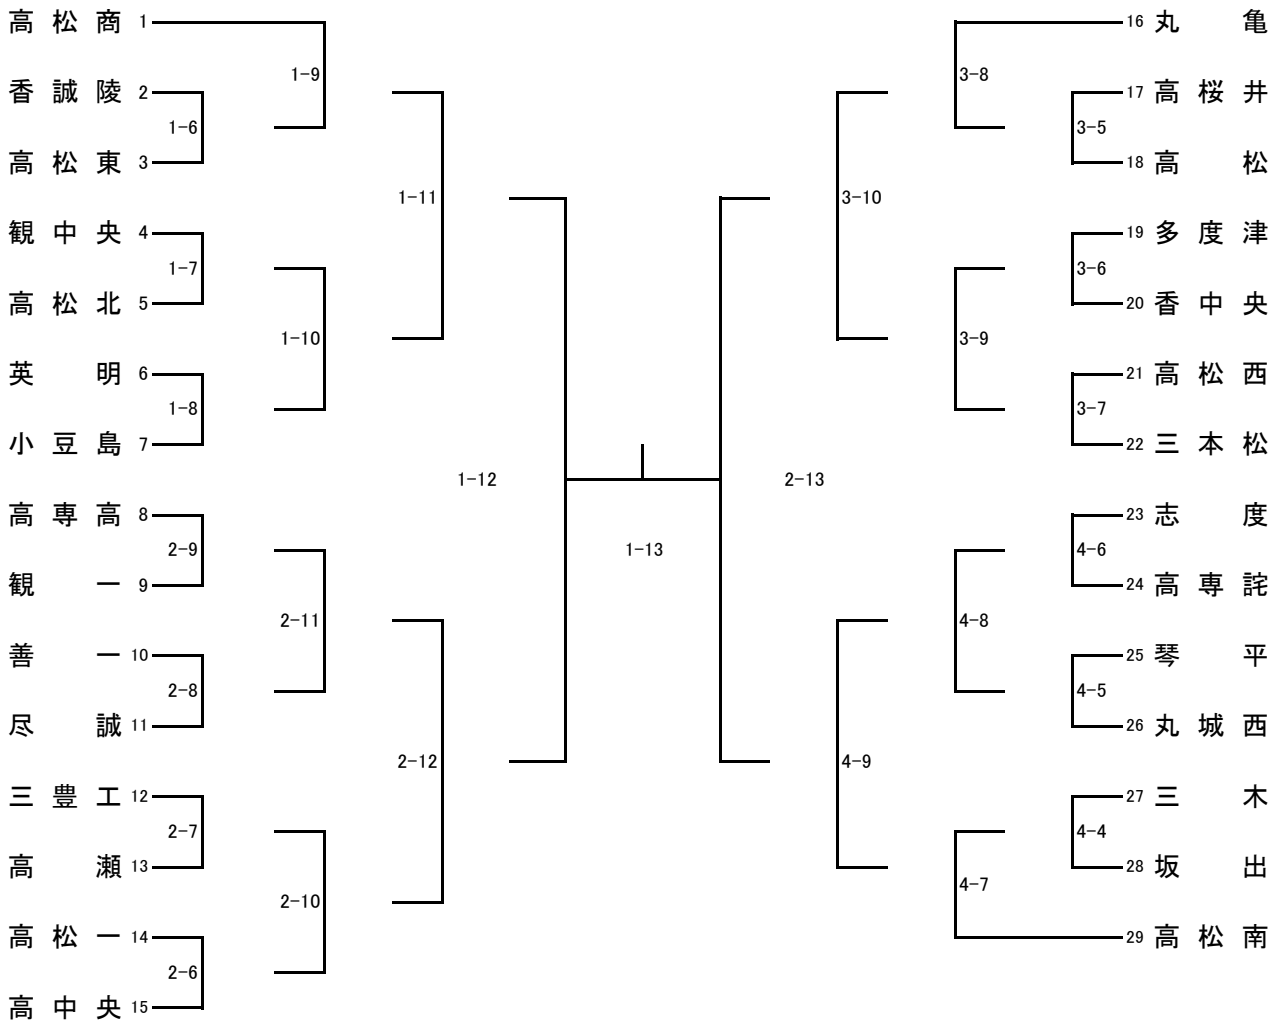 高松商 1
1-9
香誠陵 2
1-6
高松東 3
1-11
観中央 4
1-7
高松北 5
1-10
英明 6
1-8
小豆島 7
1-12
高専高 8
2-9
観一 9
2-11
善一 10
2-8
尽誠 11
2-12
三豊工 12
2-7
高瀬 13
2-10
高松一 14
2-6
高中央 15
1-13
16 丸亀
3-8
17 高桜井
3-5
18 高松
3-10
19 多度津
3-6
20 香中央
3-9
21 高松西
3-7
22 三本松
2-13
23 志度
4-6
24 高専詫
4-8
25 琴平
4-5
26 丸城西
4-9
27 三木
4-4
28 坂出
4-7
29 高松南